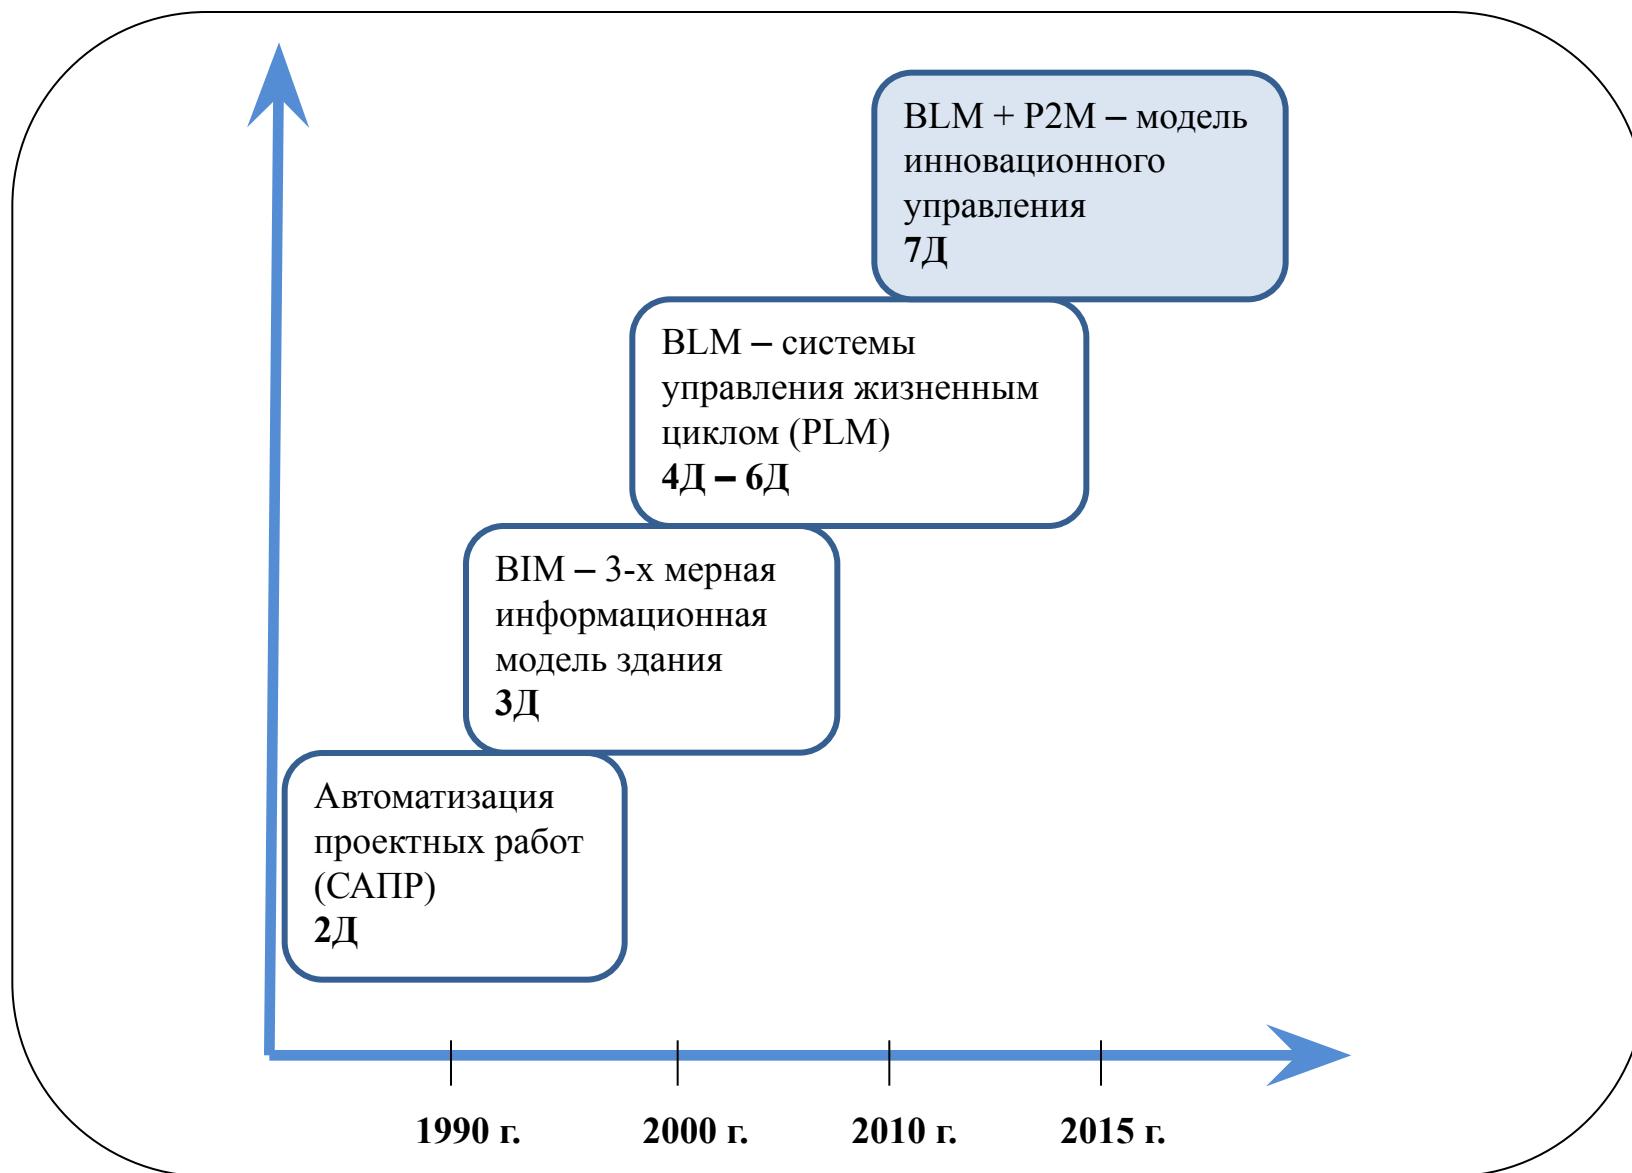 BLM + P2M – модель
инновационного
управления
7Д
BLM – системы
управления жизненным
циклом (PLM)
4Д – 6Д
BIM – 3-х мерная
информационная
модель здания
3Д
Автоматизация
проектных работ
(САПР)
2Д
1990 г.
2000 г.
2010 г.
2015 г.